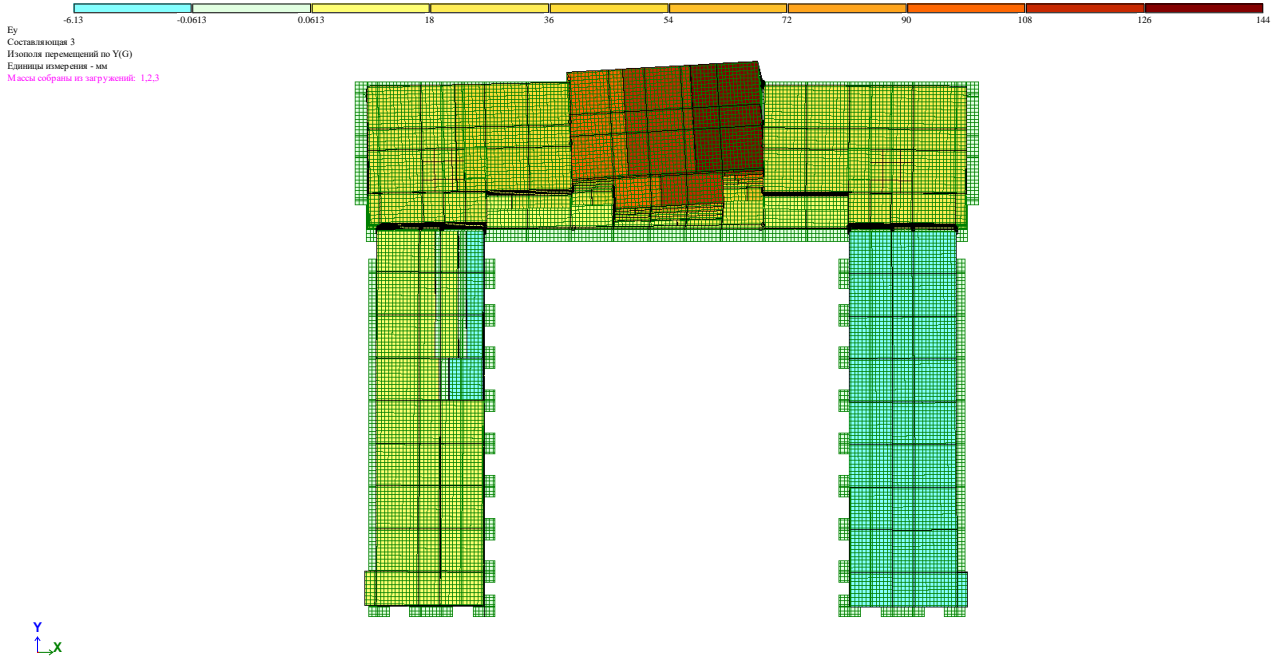 -6.13 -0.0613 0.0613 18 36 54 72 90 108 126 144
Ey
Составляющая 3
Изополя перемещений по Y(G)
Единицы измерения - мм
Массы собраны из загружений: 1,2,3
Y
X